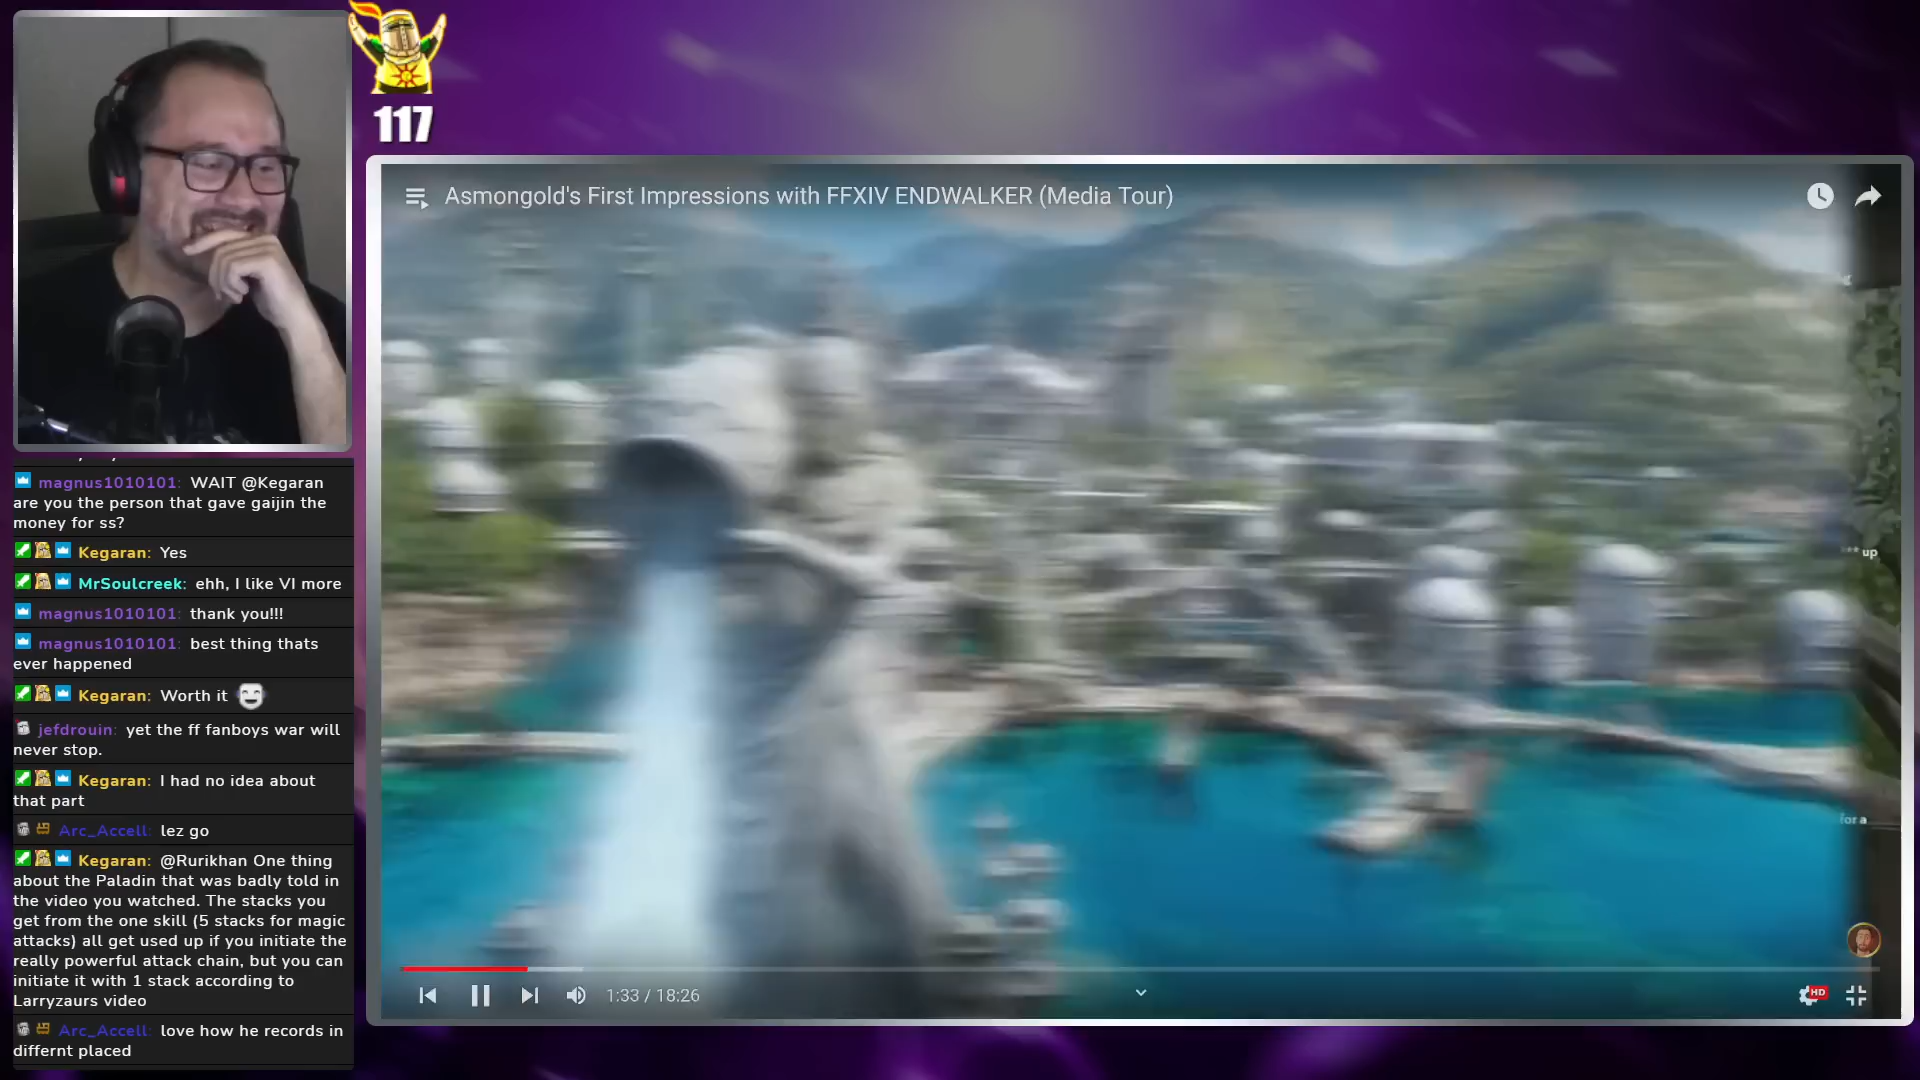 117
Asmongold's First Impressions with FFXIV ENDWALKER (Media Tour)
magnus1010101: WAIT @Kegaran
are you the person that gave gaijin the
money for ss?
Kegaran: Yes
MrSoulcreek: ehh, I like VI more
magnus1010101: thank you!!!
magnus1010101: best thing thats
ever happened
Kegaran: Worth it
jefdrouin: yet the ff fanboys war will
never stop.
Kegaran: I had no idea about
that part
Arc_Accell: lez go
Kegaran: @Rurikhan One thing
about the Paladin that was badly told in
the video you watched. The stacks you
get from the one skill (5 stacks for magic
attacks) all get used up if you initiate the
really powerful attack chain, but you can
initiate it with 1 stack according to
Larryzaurs video
Arc_Accell: love how he records in
differnt placed
up
for a
1:33 / 18:26
HD